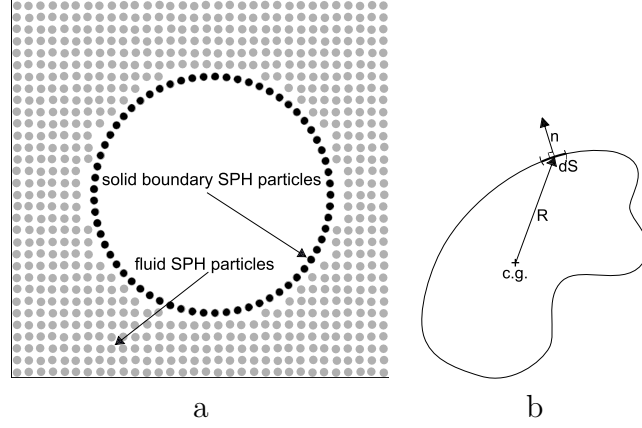 solid boundary SPH particles
fluid SPH particles
n
dS
R
c.g.
a
b